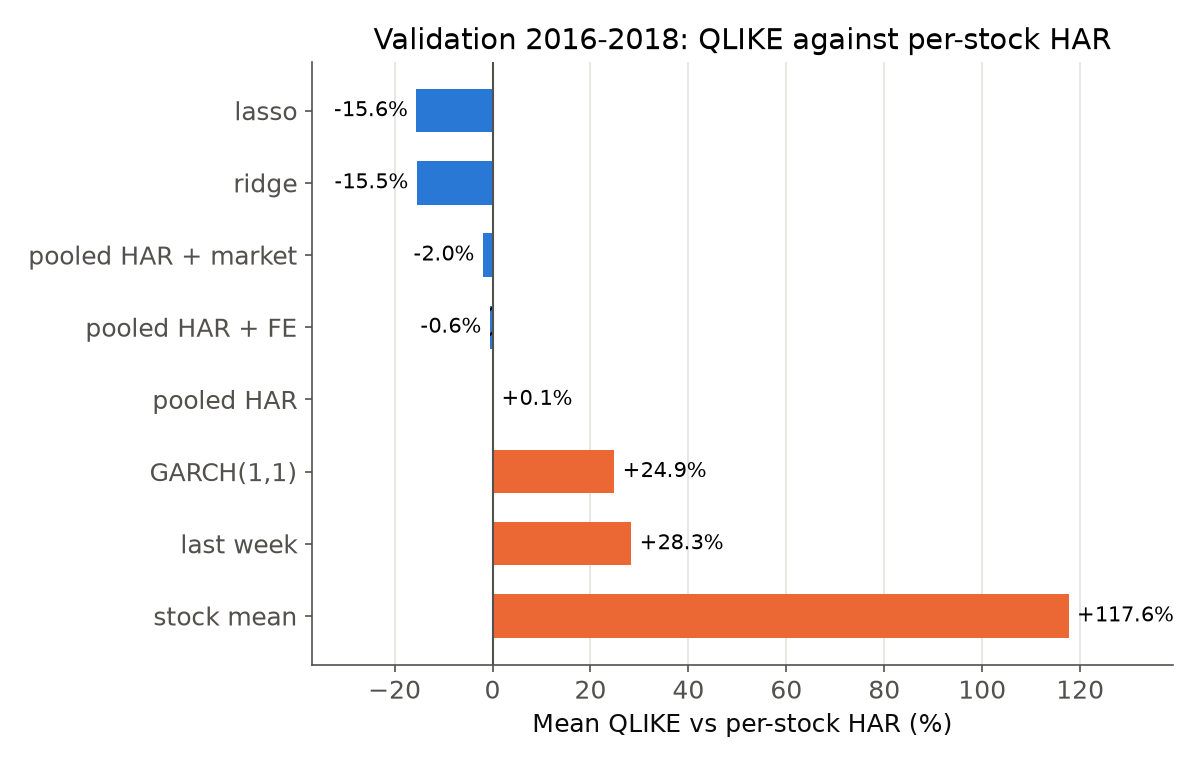 Validation 2016-2018: QLIKE against per-stock HAR
lasso
-15.6%
ridge
-15.5%
pooled HAR + market
-2.0%
pooled HAR + FE
-0.6%
pooled HAR
+0.1%
GARCH(1,1)
+24.9%
last week
+28.3%
stock mean
+117.6%
−20 0 20 40 60 80 100 120
Mean QLIKE vs per-stock HAR (%)